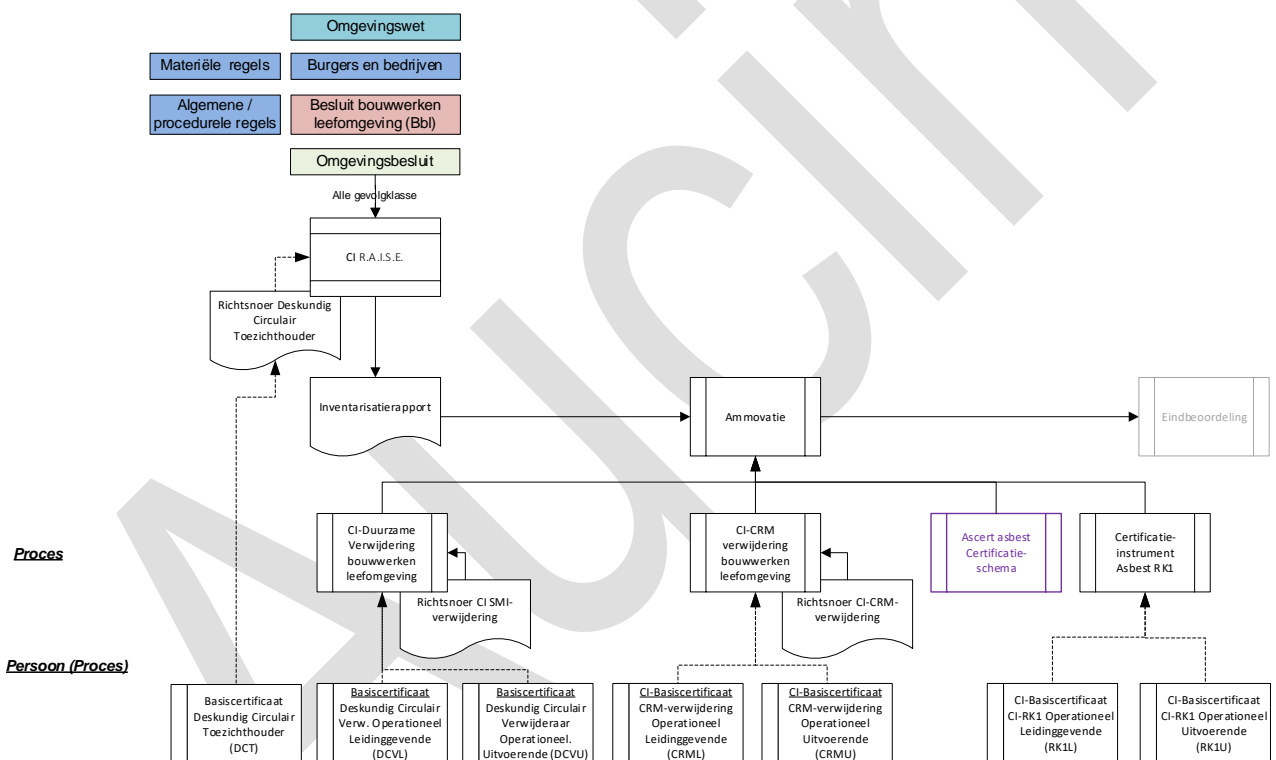 Omgevingswet
Materiële regels
Burgers en bedrijven
Algemene /
procedurele regels
Besluit bouwwerken
leefomgeving (Bbl)
Omgevingsbesluit
Alle gevolgklasse
CI R.A.I.S.E.
Richtsnoer Deskundig
Circulair
Toezichthouder
Inventarisatierapport
Ammovatie
Eindbeoordeling
Proces
CI-Duurzame
Verwijdering
bouwwerken
leefomgeving
Richtsnoer CI SMI-
verwijdering
CI-CRM
verwijdering
bouwwerken
leefomgeving
Richtsnoer CI-CRM-
verwijdering
Ascert asbest
Certificatie-
schema
Certificatie-
instrument
Asbest RK1
Persoon (Proces)
Basiscertificaat
Deskundig Circulair
Toezichthouder
(DCT)
Basiscertificaat
Deskundig Circulair
Verw. Operationeel
Leidinggevende
(DCVL)
Basiscertificaat
Deskundig Circulair
Verwijderaar
Operationeel.
Uitvoerende (DCVU)
CI-Basiscertificaat
CRM-verwijdering
Operationeel
Leidinggevende
(CRML)
CI-Basiscertificaat
CRM-verwijdering
Operationeel
Uitvoerende
(CRMU)
CI-Basiscertificaat
CI-RK1 Operationeel
Leidinggevende
(RK1L)
CI-Basiscertificaat
CI-RK1 Operationeel
Uitvoerende
(RK1U)